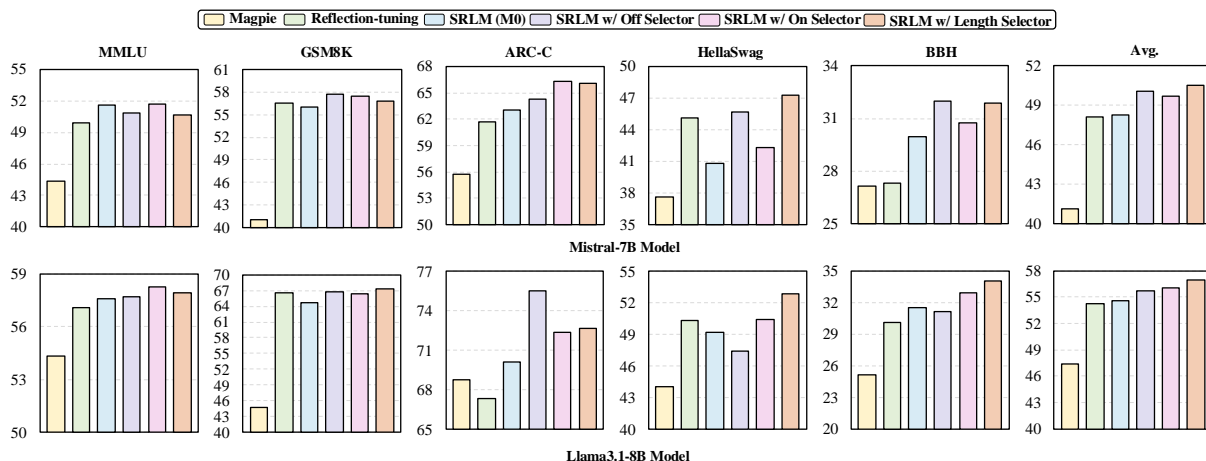 Magpie Reflection-tuning SRLM (M0) SRLM w/ Off Selector SRLM w/ On Selector SRLM w/ Length Selector
MMLU GSM8K ARC-C HellaSwag BBH Avg.
55 52 49 46 43 40
61 58 55 52 49 46 43 40
68 65 62 59 56 53 50
50 47 44 41 38 35
34 31 28 25
52 49 46 43 40
Mistral-7B Model
59 56 53 50
70 67 64 61 58 55 52 49 46 43 40
77 74 71 68 65
55 52 49 46 43 40
35 32 29 26 23 20
58 55 52 49 46 43 40
Llama3.1-8B Model